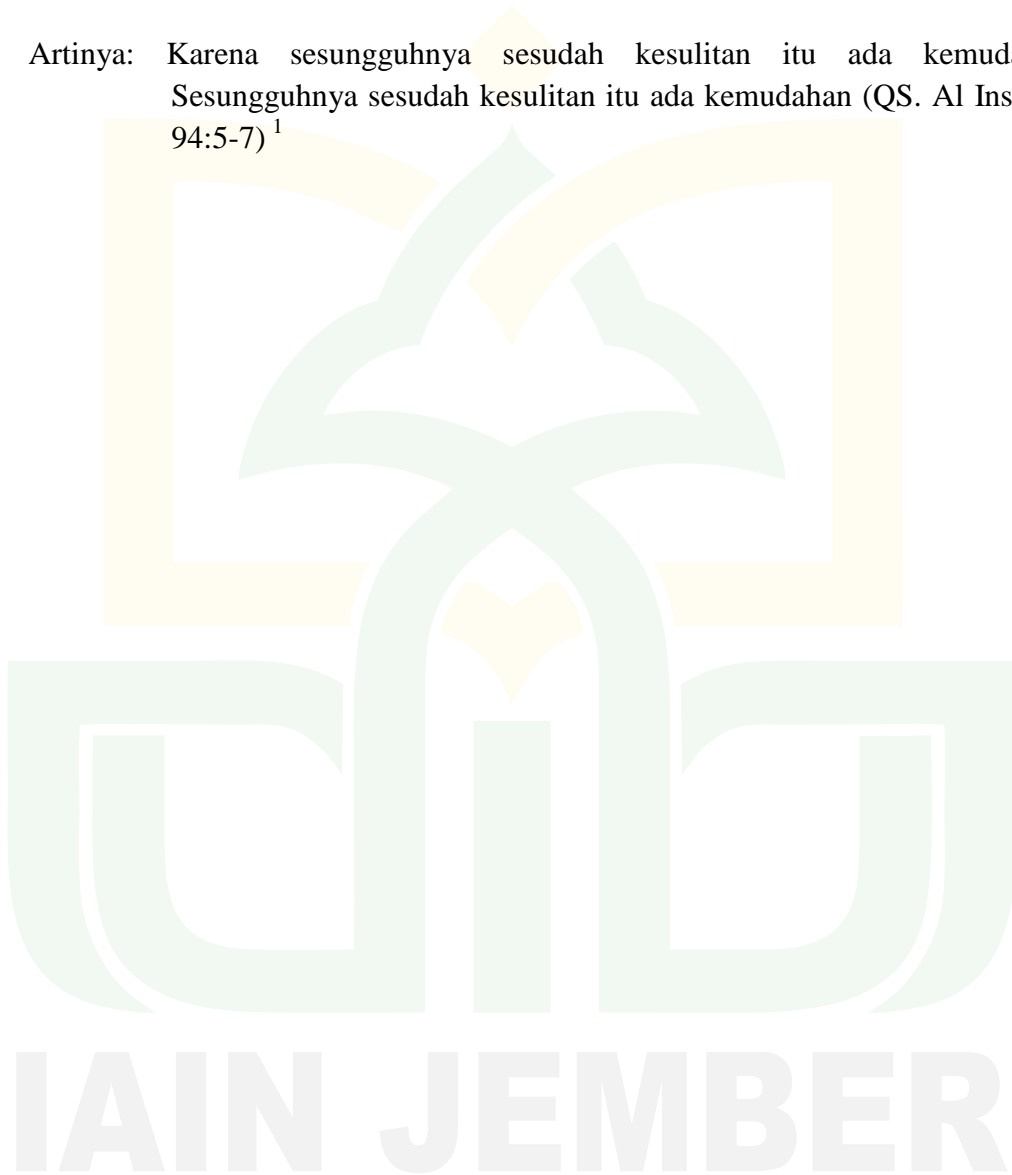 Artinya: Karena sesungguhnya sesudah kesulitan itu ada
Sesungguhnya sesudah kesulitan itu ada kemudahan (QS. Al
94:5-7) 1
IAIN JEMBER